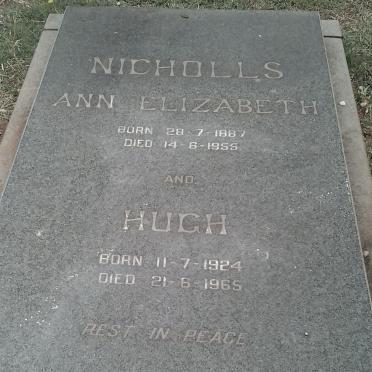 NICHOLLS
ANN ELIZABETH
BORN 28-7-1887
DIED 14-6-1955
AND
HUGH
BORN 11-7-1924
DIED 21-6-1965
REST IN PEACE